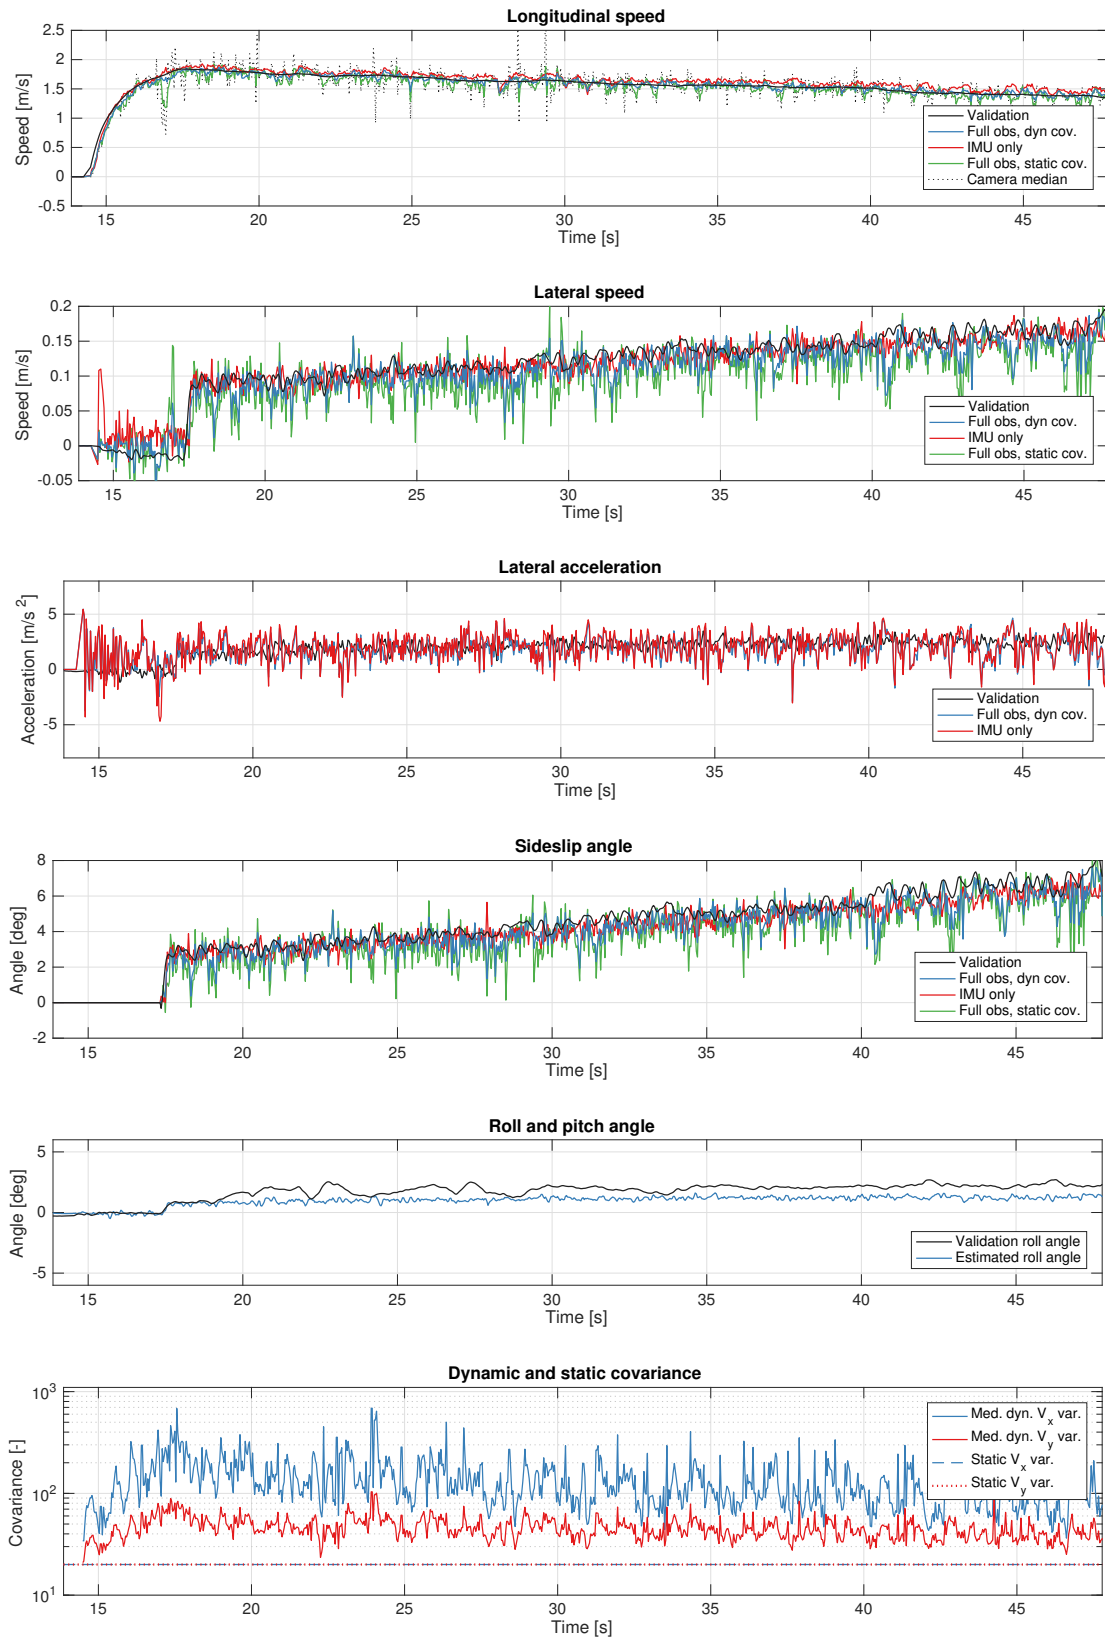 Longitudinal speed
2.5
2
1.5
1
0.5
0
-0.5
Speed [m/s]
Validation
Full obs, dyn cov.
IMU only
Full obs, static cov.
Camera median
15 20 25 30 35 40 45
Time [s]
Lateral speed
0.2
0.15
0.1
0.05
0
-0.05
Speed [m/s]
Validation
Full obs, dyn cov.
IMU only
Full obs, static cov.
15 20 25 30 35 40 45
Time [s]
Lateral acceleration
5
0
-5
Acceleration [m/s²]
Validation
Full obs, dyn cov.
IMU only
15 20 25 30 35 40 45
Time [s]
Sideslip angle
8
6
4
2
0
-2
Angle [deg]
Validation
Full obs, dyn cov.
IMU only
Full obs, static cov.
15 20 25 30 35 40 45
Time [s]
Roll and pitch angle
5
0
-5
Angle [deg]
Validation roll angle
Estimated roll angle
15 20 25 30 35 40 45
Time [s]
Dynamic and static covariance
10³
10²
10¹
Covariance [-]
Med. dyn. Vₓ var.
Med. dyn. V_y var.
Static Vₓ var.
Static V_y var.
15 20 25 30 35 40 45
Time [s]